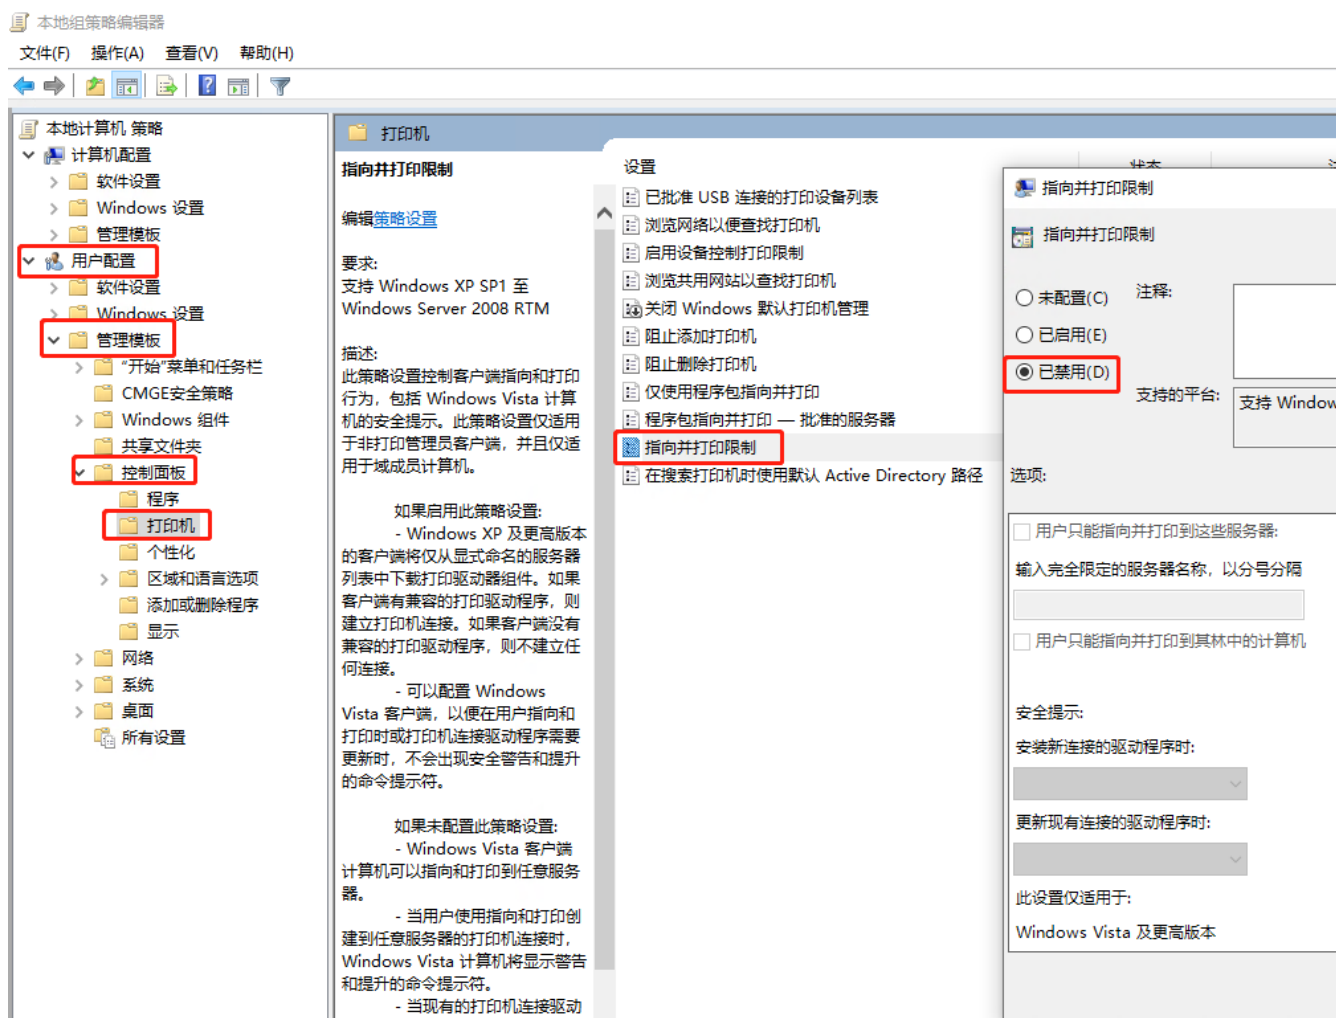 本地组策略编辑器
文件(F) 操作(A) 查看(V) 帮助(H)
本地计算机 策略
计算机配置
软件设置
Windows 设置
管理模板
用户配置
软件设置
Windows 设置
管理模板
“开始”菜单和任务栏
CMGE安全策略
Windows 组件
共享文件夹
控制面板
程序
打印机
个性化
区域和语言选项
添加或删除程序
显示
网络
系统
桌面
所有设置
打印机
指向并打印限制
编辑策略设置
要求:
支持 Windows XP SP1 至
Windows Server 2008 RTM
描述:
此策略设置控制客户端指向和打印
行为，包括 Windows Vista 计算
机的安全提示。此策略设置仅适用
于非打印管理员客户端，并且仅适
用于域成员计算机。
如果启用此策略设置:
- Windows XP 及更高版本
的客户端将仅从显式命名的服务器
列表中下载打印驱动器组件。如果
客户端有兼容的打印驱动程序，则
建立打印机连接。如果客户端没有
兼容的打印驱动程序，则不建立任
何连接。
- 可以配置 Windows
Vista 客户端，以便在用户指向和
打印时或打印机连接驱动程序需要
更新时，不会出现安全警告和提升
的命令提示符。
如果未配置此策略设置:
- Windows Vista 客户端
计算机可以指向和打印到任意服务
器。
- 当用户使用指向和打印创
建到任意服务器的打印机连接时，
Windows Vista 计算机将显示警告
和提升的命令提示符。
- 当现有的打印机连接驱动
设置
状态
已批准 USB 连接的打印设备列表
浏览网络以便查找打印机
启用设备控制打印限制
浏览共用网站以查找打印机
关闭 Windows 默认打印机管理
阻止添加打印机
阻止删除打印机
仅使用程序包指向并打印
程序包指向并打印 — 批准的服务器
指向并打印限制
在搜索打印机时使用默认 Active Directory 路径
指向并打印限制
指向并打印限制
未配置(C) 注释:
已启用(E)
已禁用(D)
支持的平台: 支持 Window
选项:
用户只能指向并打印到这些服务器:
输入完全限定的服务器名称，以分号分隔
用户只能指向并打印到其林中的计算机
安全提示:
安装新连接的驱动程序时:
更新现有连接的驱动程序时:
此设置仅适用于:
Windows Vista 及更高版本